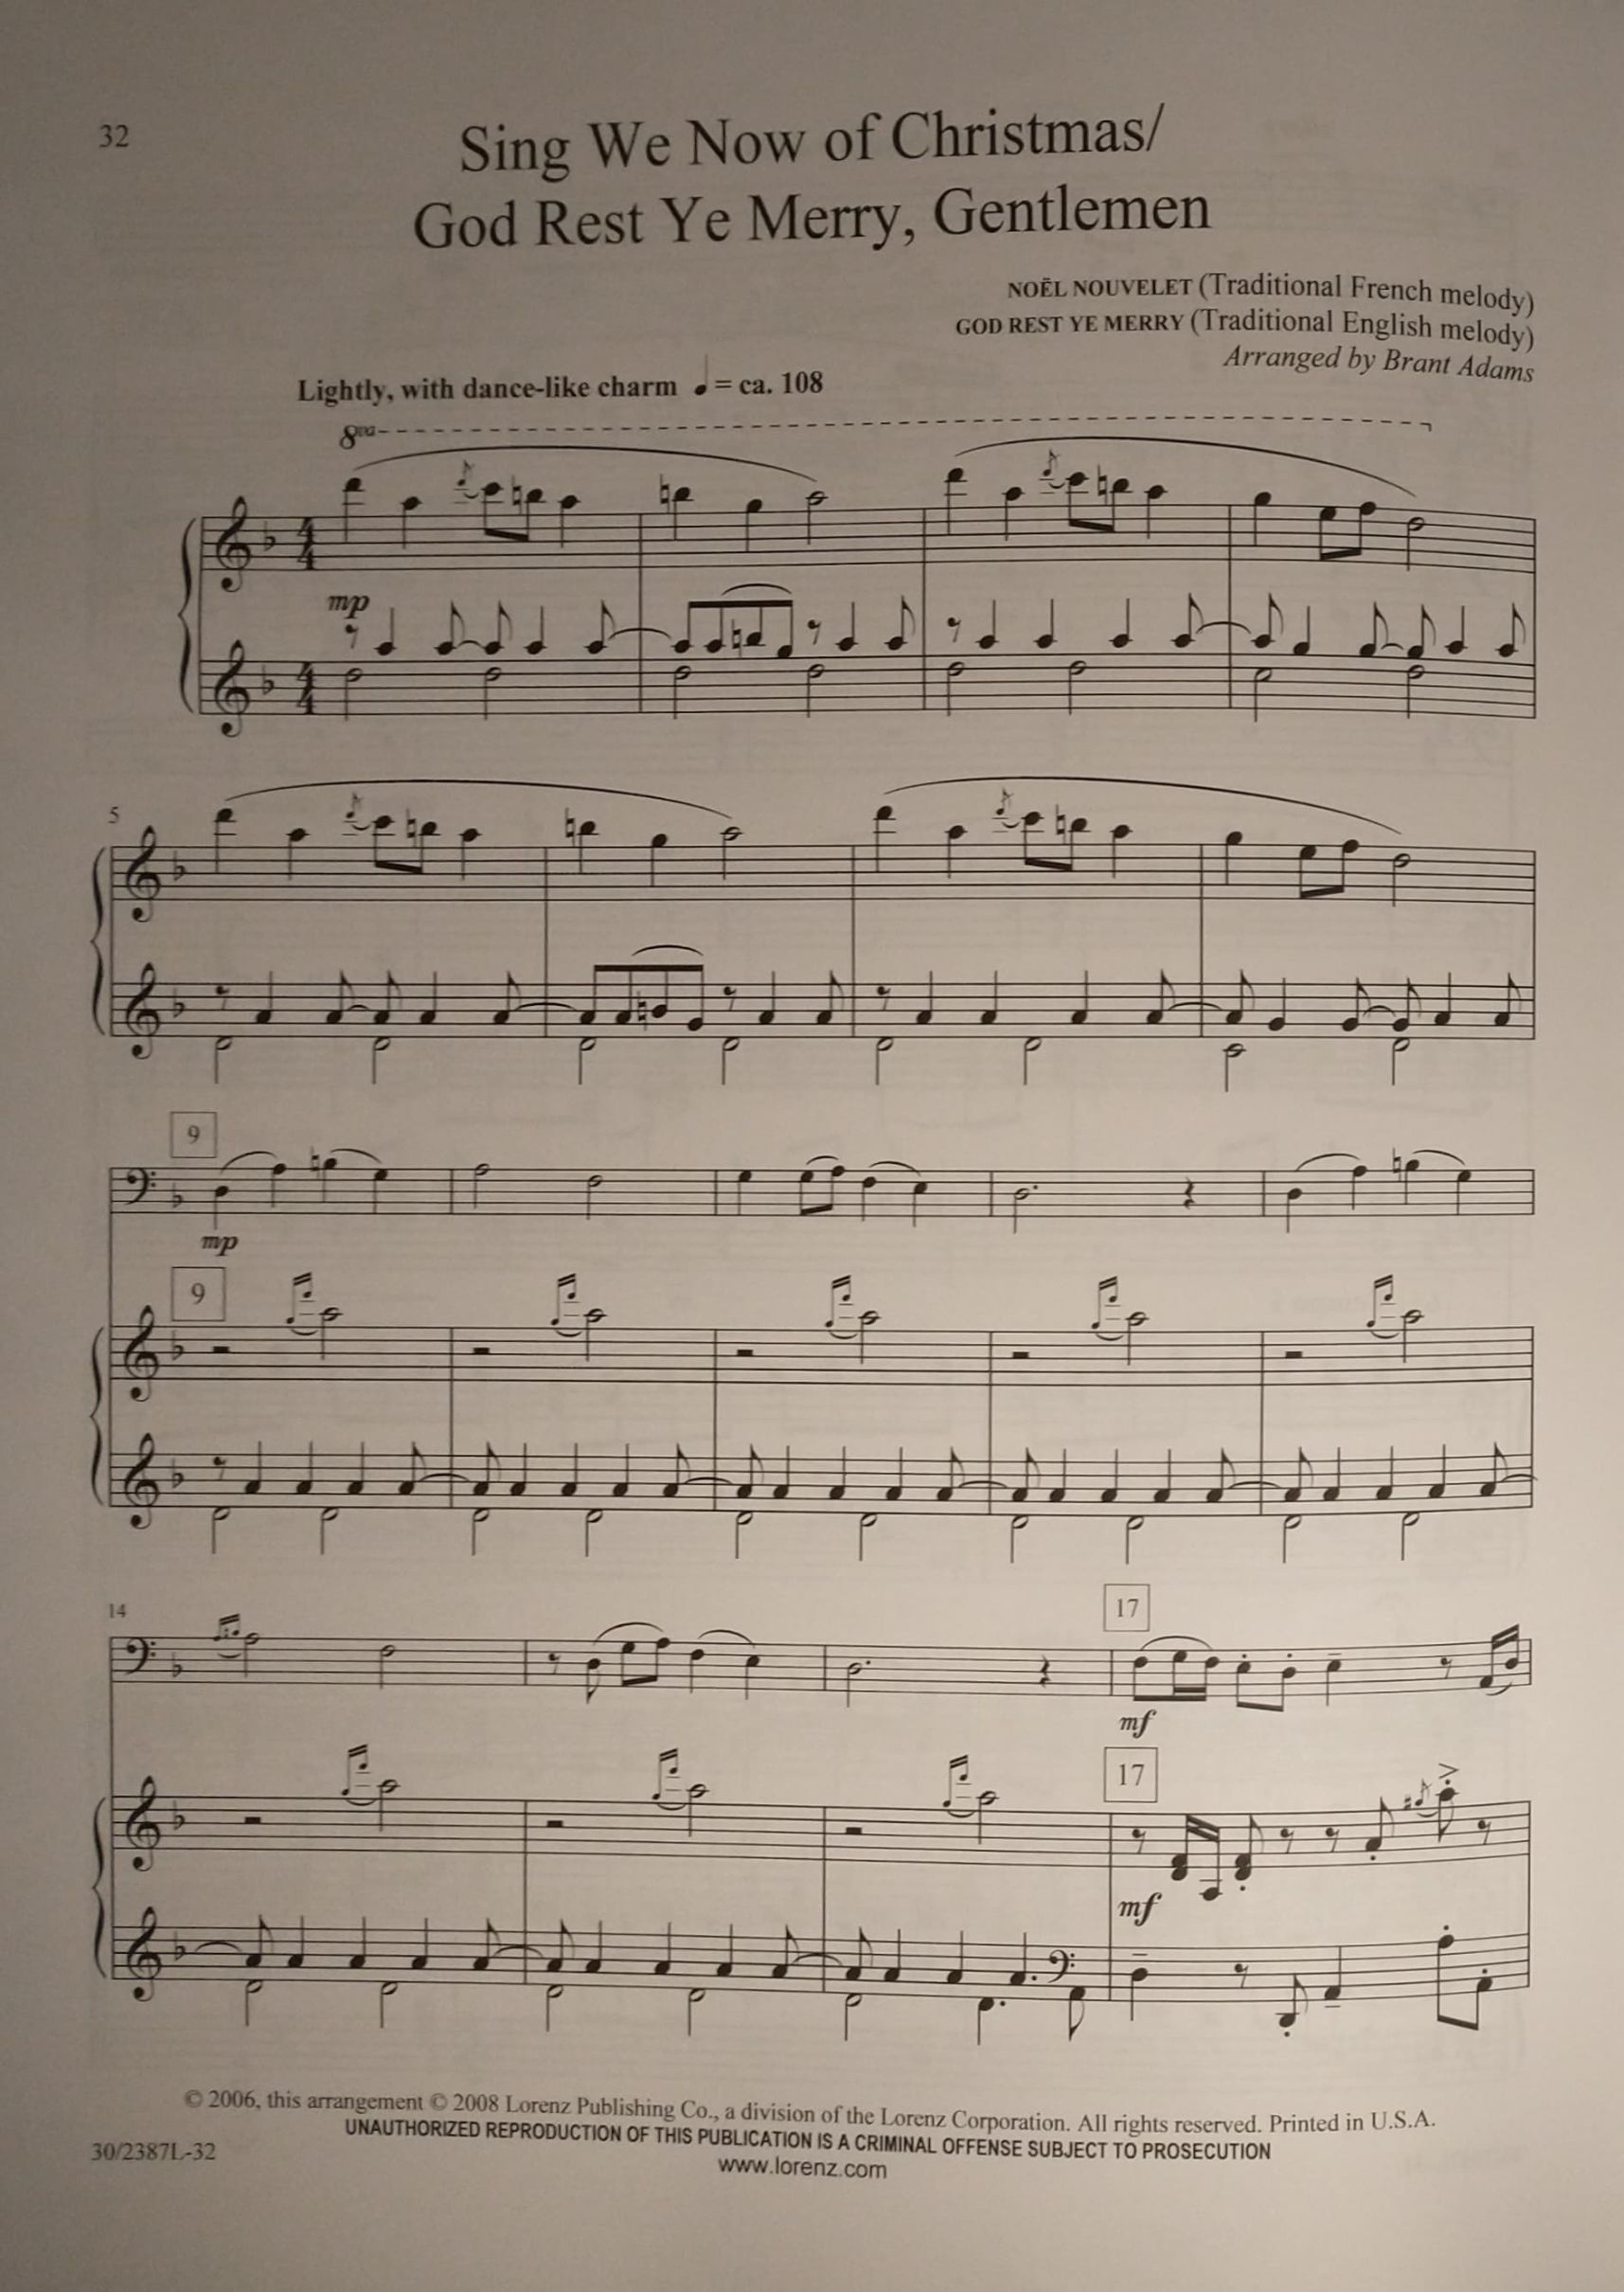 32
Sing We Now of Christmas/
God Rest Ye Merry, Gentlemen
NOËL NOUVELET (Traditional French melody)
GOD REST YE MERRY (Traditional English melody)
Arranged by Brant Adams
Lightly, with dance-like charm ♩ = ca. 108
8va
4
4
mp
4
4
5
9
mp
9
14
17
mf
17
mf
© 2006, this arrangement © 2008 Lorenz Publishing Co., a division of the Lorenz Corporation. All rights reserved. Printed in U.S.A.
UNAUTHORIZED REPRODUCTION OF THIS PUBLICATION IS A CRIMINAL OFFENSE SUBJECT TO PROSECUTION
30/2387L-32
www.lorenz.com